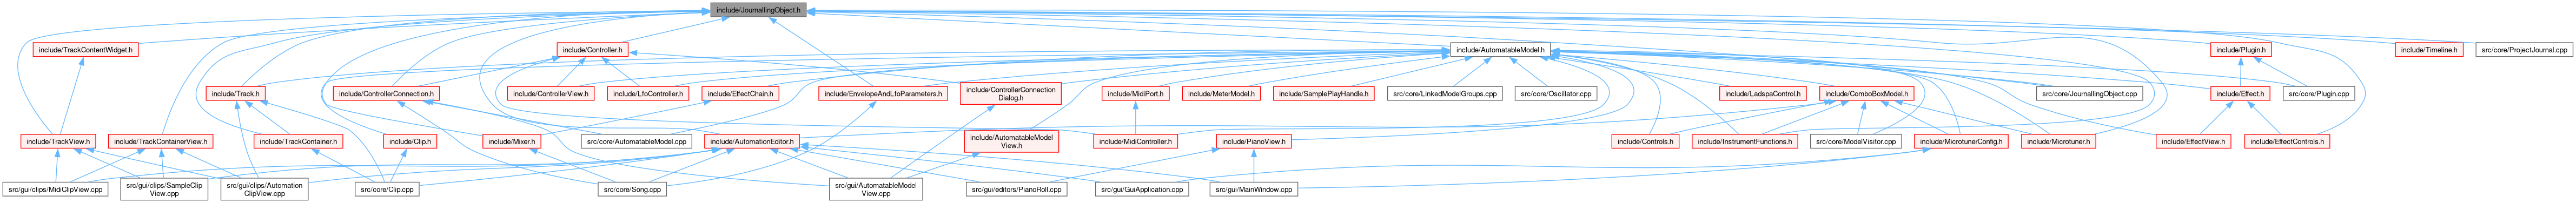 include/JournallingObject.h
include/TrackContentWidget.h
include/Controller.h
include/AutomatableModel.h
include/Plugin.h
include/Timeline.h
src/core/ProjectJournal.cpp
include/Track.h
include/ControllerConnection.h
include/ControllerView.h
include/LfoController.h
include/EffectChain.h
include/EnvelopeAndLfoParameters.h
include/ControllerConnection
Dialog.h
include/MidiPort.h
include/MeterModel.h
include/SamplePlayHandle.h
src/core/LinkedModelGroups.cpp
src/core/Oscillator.cpp
include/LadspaControl.h
include/ComboBoxModel.h
src/core/JournallingObject.cpp
include/Effect.h
src/core/Plugin.cpp
include/TrackView.h
include/TrackContainerView.h
include/TrackContainer.h
include/Clip.h
include/Mixer.h
src/core/AutomatableModel.cpp
include/AutomationEditor.h
include/AutomatableModel
View.h
include/MidiController.h
include/PianoView.h
include/Controls.h
include/InstrumentFunctions.h
src/core/ModelVisitor.cpp
include/MicrotunerConfig.h
include/Microtuner.h
include/EffectView.h
include/EffectControls.h
src/gui/clips/MidiClipView.cpp
src/gui/clips/SampleClip
View.cpp
src/gui/clips/Automation
ClipView.cpp
src/core/Clip.cpp
src/core/Song.cpp
src/gui/AutomatableModel
View.cpp
src/gui/editors/PianoRoll.cpp
src/gui/GuiApplication.cpp
src/gui/MainWindow.cpp